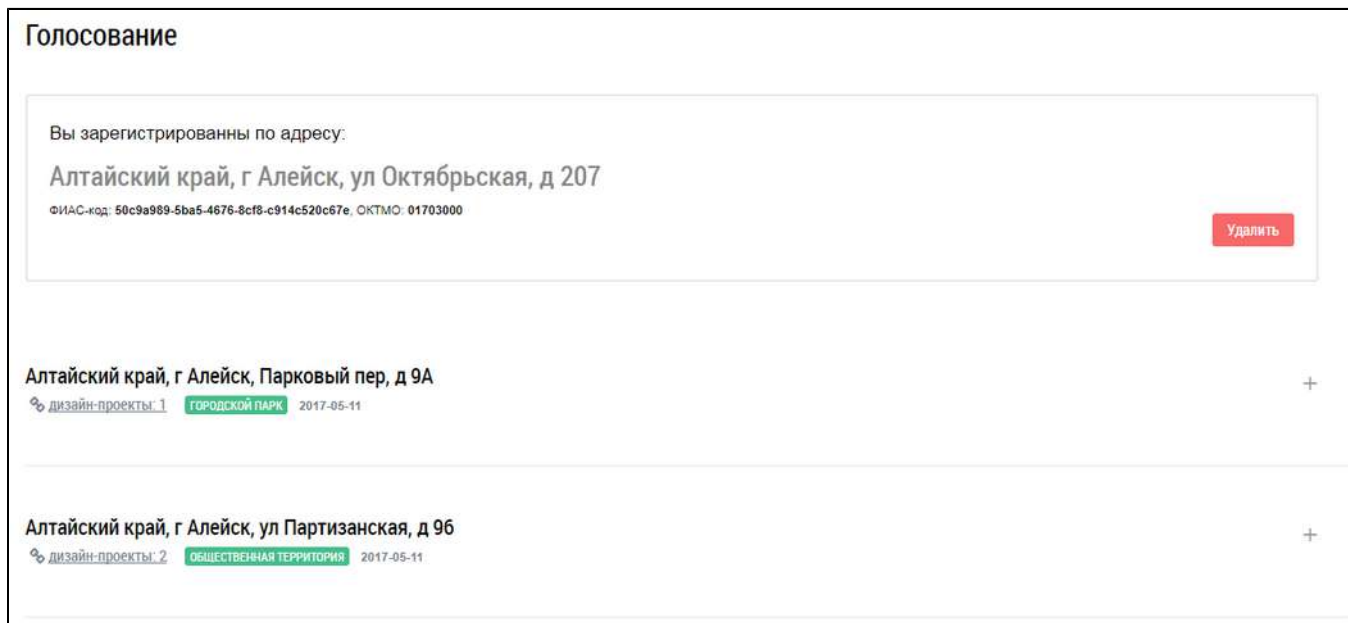 Голосование
Вы зарегистрированны по адресу:
Алтайский край, г Алейск, ул Октябрьская, д 207
ФИАС-код: 50c9a989-5ba5-4676-8cf8-c914c520c67e, ОКТМО: 01703000
Удалить
Алтайский край, г Алейск, Парковый пер, д 9А
дизайн-проекты: 1 ГОРОДСКОЙ ПАРК 2017-05-11
Алтайский край, г Алейск, ул Партизанская, д 96
дизайн-проекты: 2 ОБЩЕСТВЕННАЯ ТЕРРИТОРИЯ 2017-05-11